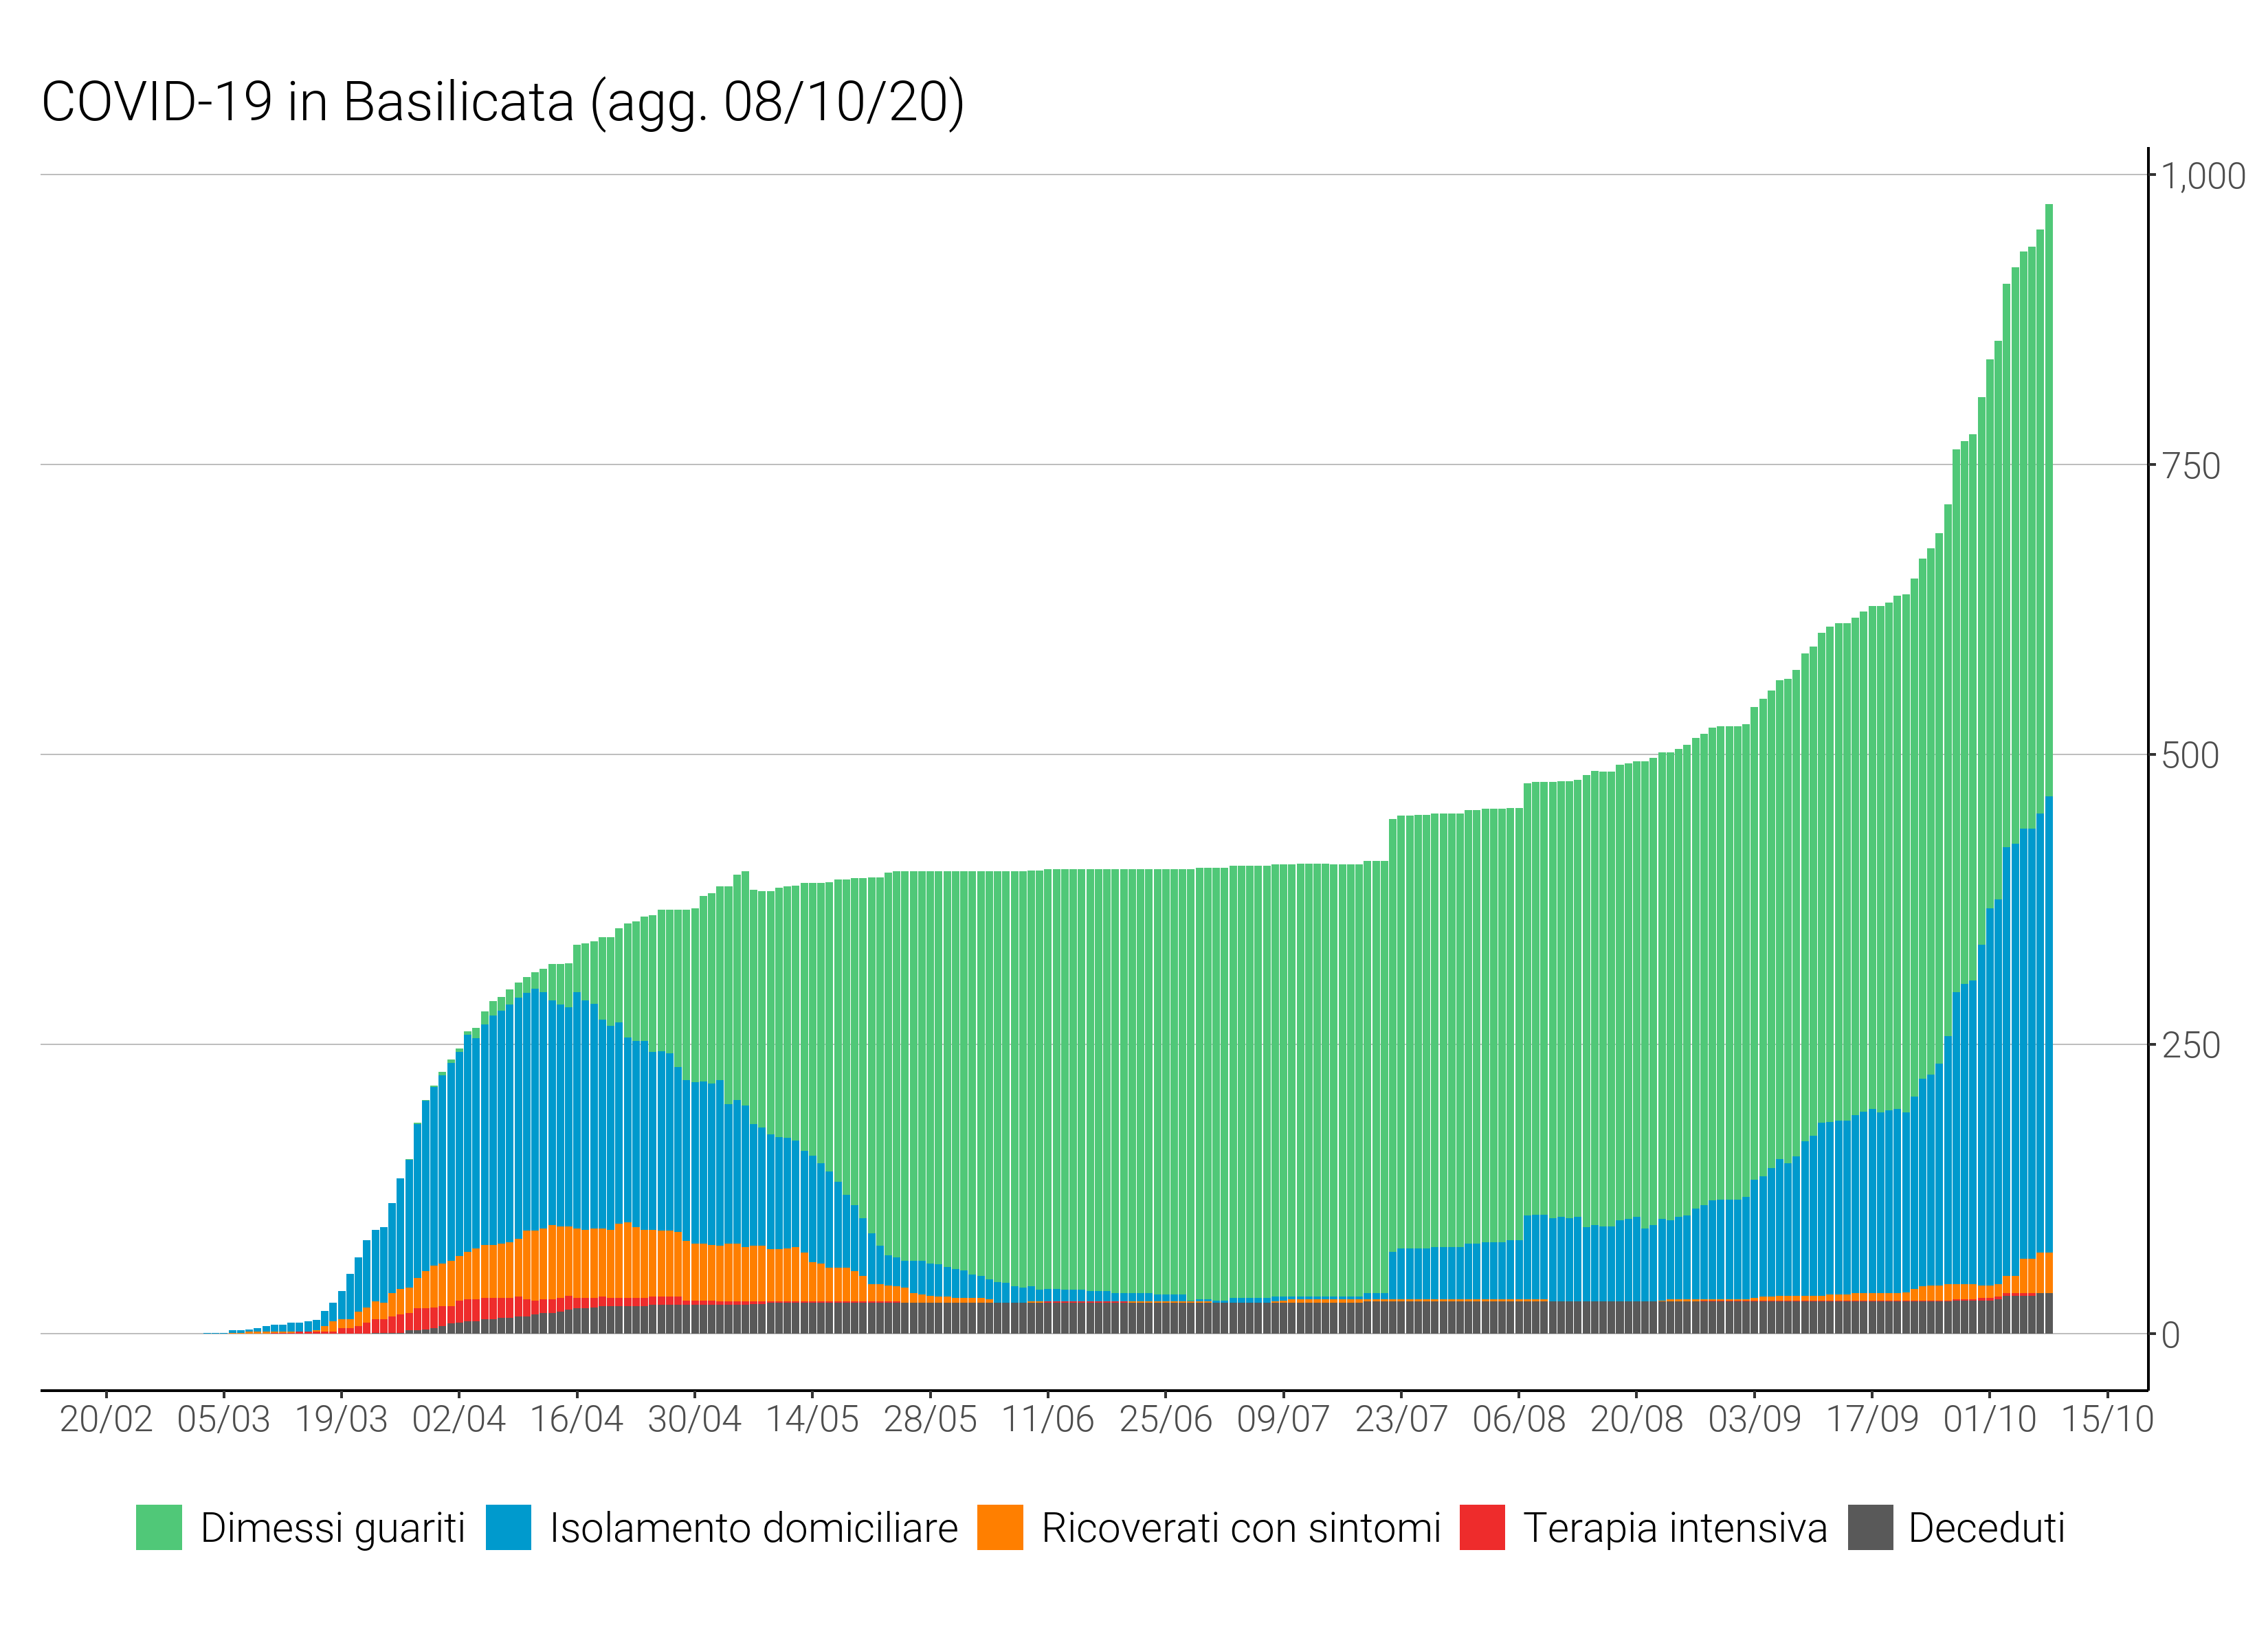 COVID-19 in Basilicata (agg. 08/10/20)
1,000
750
500
250
0
20/02 05/03 19/03 02/04 16/04 30/04 14/05 28/05 11/06 25/06 09/07 23/07 06/08 20/08 03/09 17/09 01/10 15/10
Dimessi guariti Isolamento domiciliare Ricoverati con sintomi Terapia intensiva Deceduti